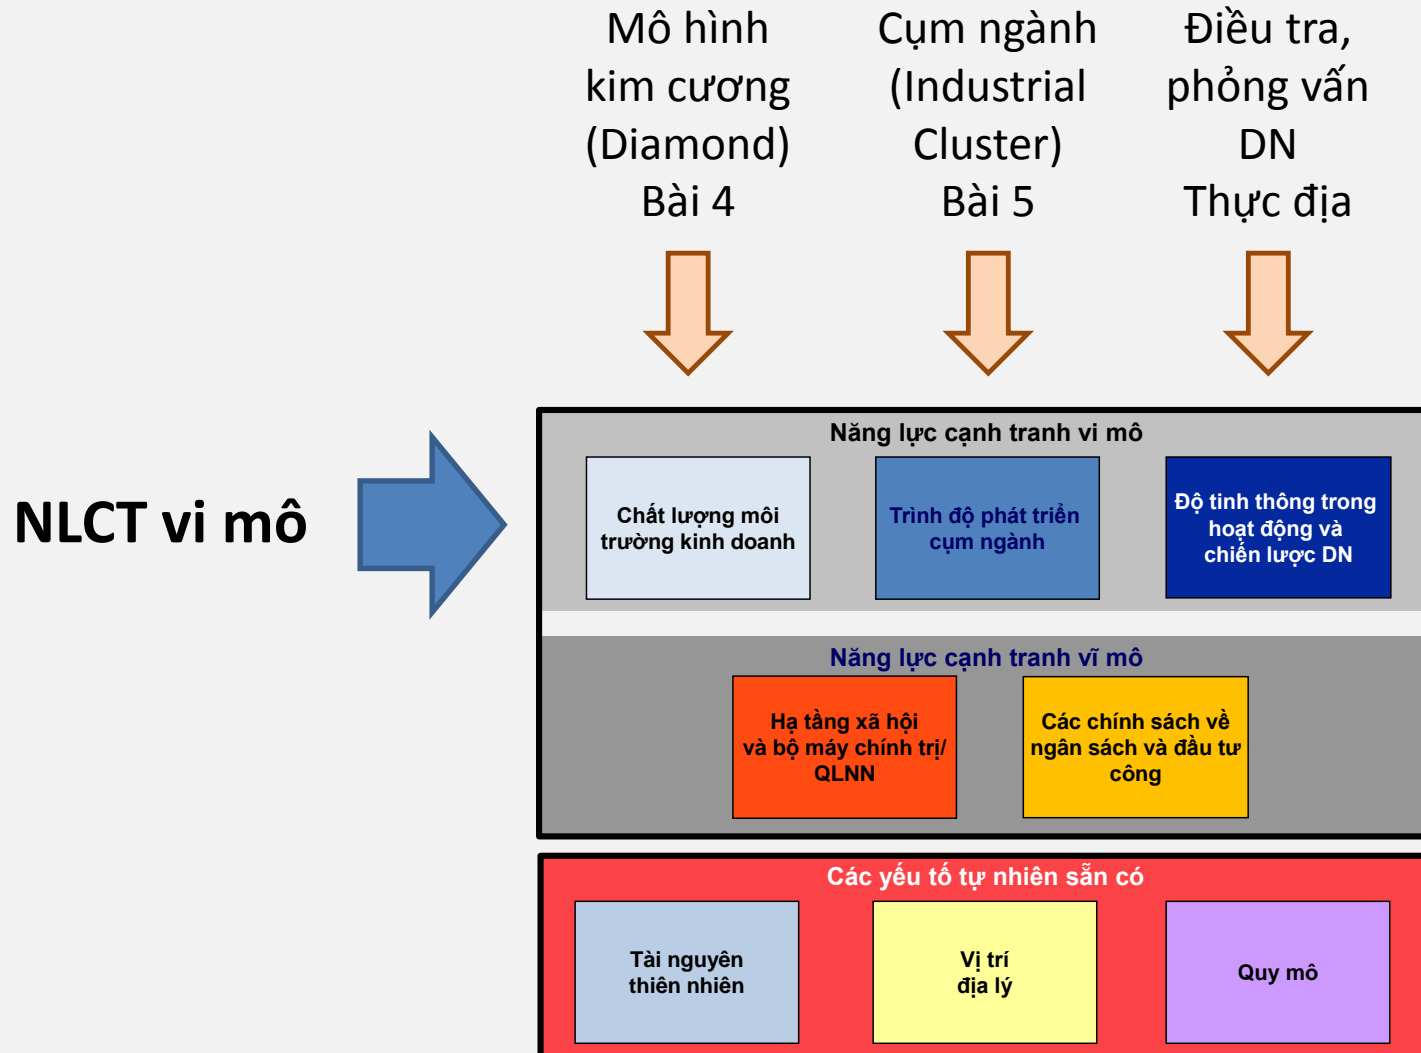 Mô hình
kim cương
(Diamond)
Bài 4
Cụm ngành
(Industrial
Cluster)
Bài 5
Điều tra,
phỏng vấn
DN
Thực địa
NLCT vi mô
Năng lực cạnh tranh vi mô
Chất lượng môi
trường kinh doanh
Trình độ phát triển
cụm ngành
Độ tinh thông trong
hoạt động và
chiến lược DN
Năng lực cạnh tranh vĩ mô
Hạ tầng xã hội
và bộ máy chính trị/
QLNN
Các chính sách về
ngân sách và đầu tư
công
Các yếu tố tự nhiên sẵn có
Tài nguyên
thiên nhiên
Vị trí
địa lý
Quy mô